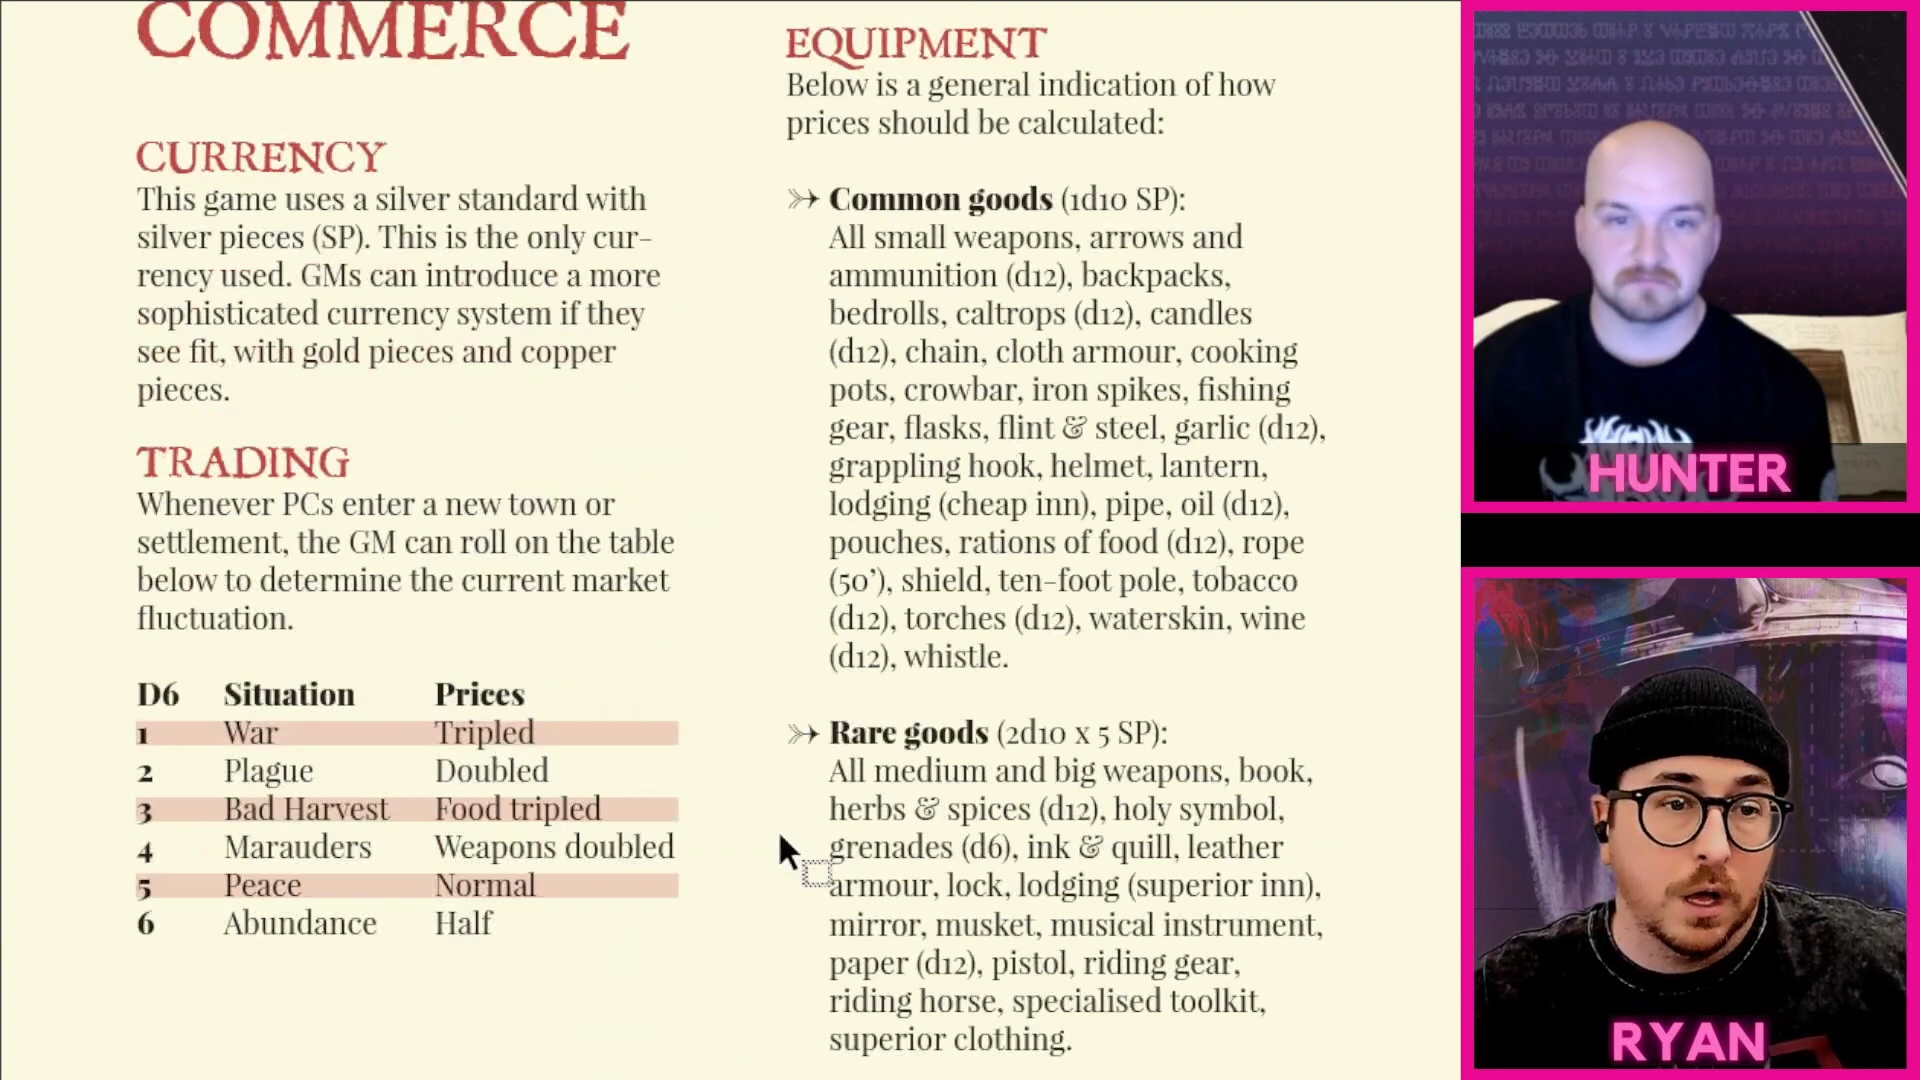 COMMERCE
CURRENCY
This game uses a silver standard with
silver pieces (SP). This is the only cur-
rency used. GMs can introduce a more
sophisticated currency system if they
see fit, with gold pieces and copper
pieces.
TRADING
Whenever PCs enter a new town or
settlement, the GM can roll on the table
below to determine the current market
fluctuation.
D6 Situation Prices
1 War Tripled
2 Plague Doubled
3 Bad Harvest Food tripled
4 Marauders Weapons doubled
5 Peace Normal
6 Abundance Half
EQUIPMENT
Below is a general indication of how
prices should be calculated:
Common goods (1d10 SP):
All small weapons, arrows and
ammunition (d12), backpacks,
bedrolls, caltrops (d12), candles
(d12), chain, cloth armour, cooking
pots, crowbar, iron spikes, fishing
gear, flasks, flint & steel, garlic (d12),
grappling hook, helmet, lantern,
lodging (cheap inn), pipe, oil (d12),
pouches, rations of food (d12), rope
(50’), shield, ten-foot pole, tobacco
(d12), torches (d12), waterskin, wine
(d12), whistle.
Rare goods (2d10 x 5 SP):
All medium and big weapons, book,
herbs & spices (d12), holy symbol,
grenades (d6), ink & quill, leather
armour, lock, lodging (superior inn),
mirror, musket, musical instrument,
paper (d12), pistol, riding gear,
riding horse, specialised toolkit,
superior clothing.
HUNTER
RYAN